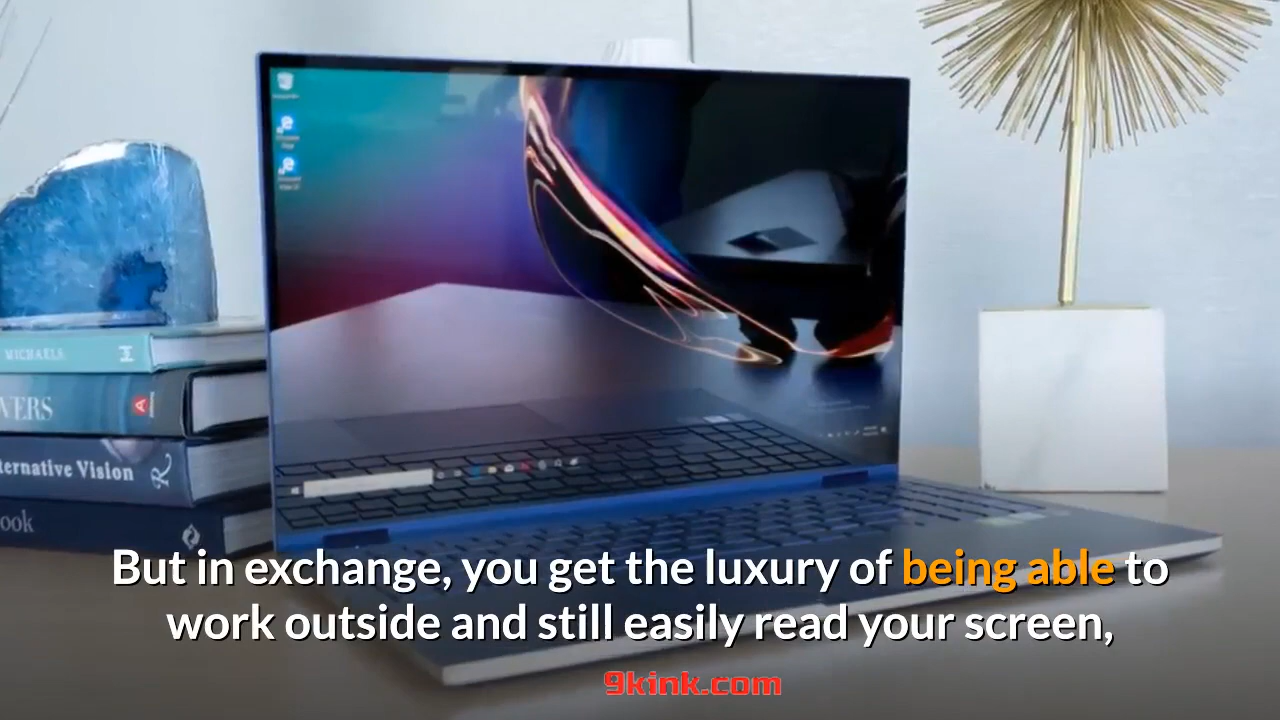 MICHAELS
VERS
ternative Vision
ook
But in exchange, you get the luxury of being able to
work outside and still easily read your screen,
9kink.com